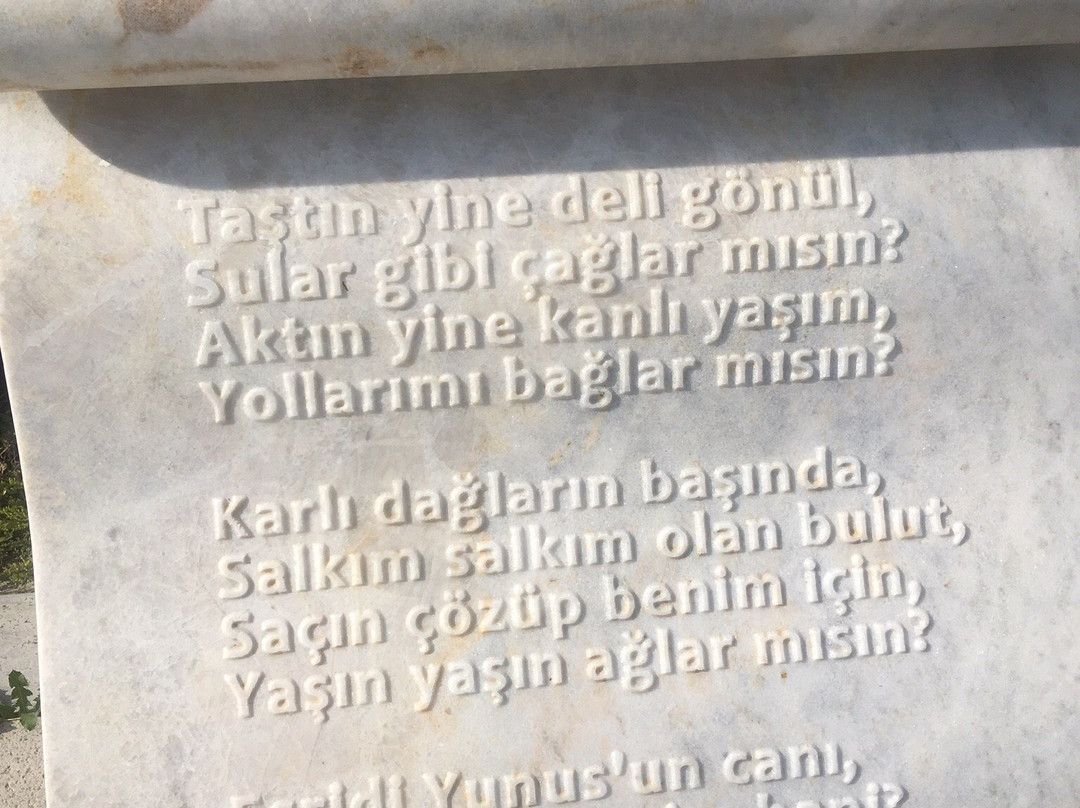 Taştın yine deli gönül,
Sular gibi çağlar mısın?
Aktın yine kanlı yaşım,
Yollarımı bağlar mısın?
Karlı dağların başında,
Salkım salkım olan bulut,
Saçın çözüp benim için,
Yaşın yaşın ağlar mısın?
Yunus'un canı,